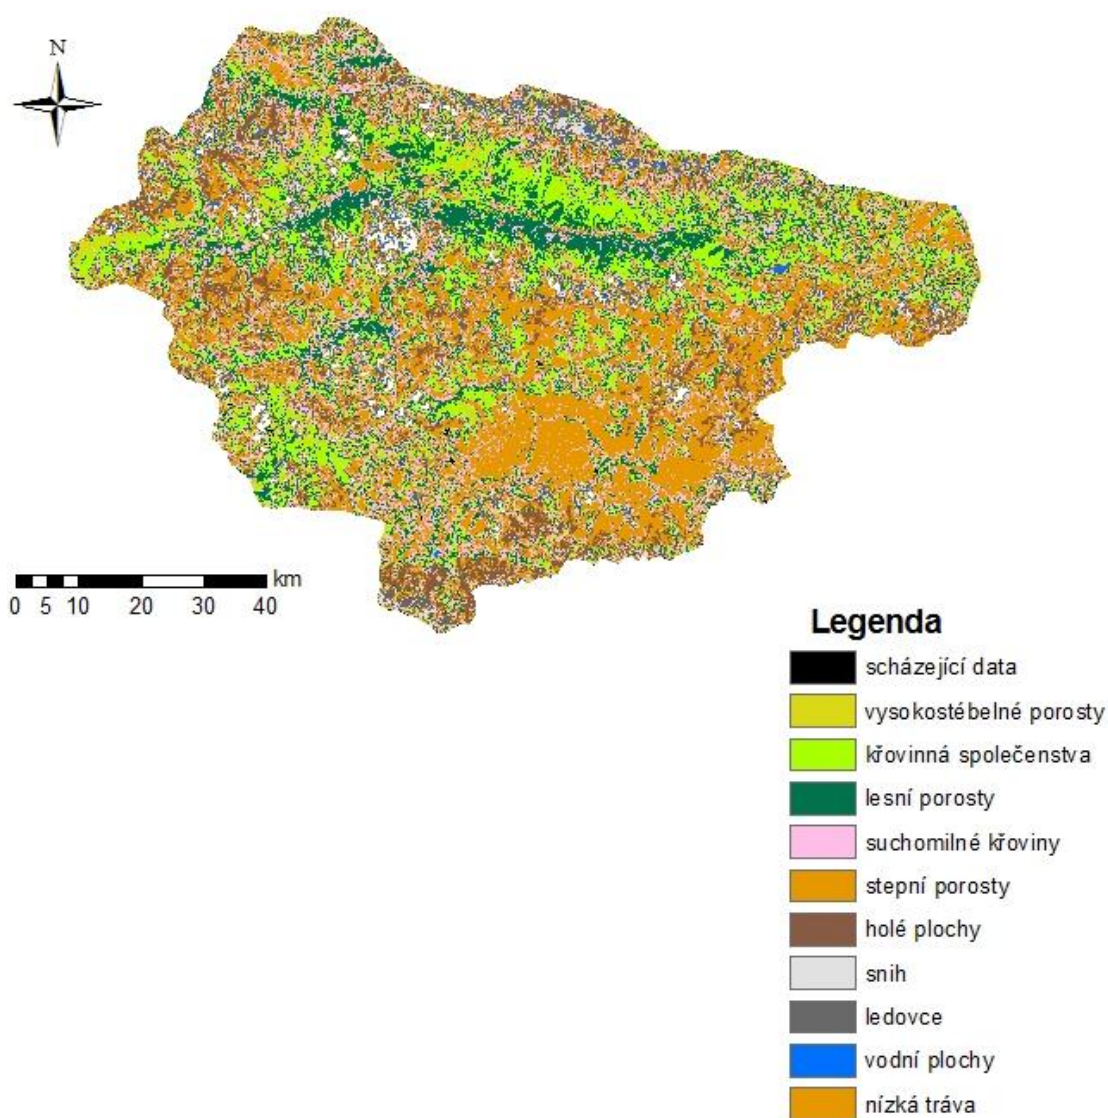 N
km
0 5 10 20 30 40
Legenda
scházející data
vysokostébelné porosty
křovinná společenstva
lesní porosty
suchomilné křoviny
stepní porosty
holé plochy
snih
ledovce
vodní plochy
nízká tráva